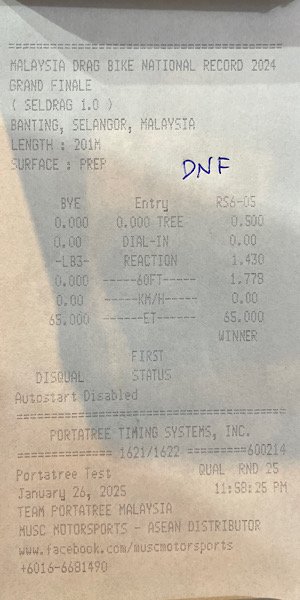 =================================
MALAYSIA DRAG BIKE NATIONAL RECORD 2024
GRAND FINALE
( SELDRAG 1.0 )
BANTING, SELANGOR, MALAYSIA
LENGTH : 201M
SURFACE : PREP
DNF
BYE Entry RS6-05
0.000 0.000 TREE 0.500
0.00 DIAL-IN 0.00
-LB3- REACTION 1.430
0.000 ------60FT----- 1.778
0.00 ------KM/H----- 0.00
65.000 ------ET------- 65.000
WINNER
FIRST
DISQUAL STATUS
Autostart Disabled
=================================
PORTATREE TIMING SYSTEMS, INC.
============ 1621/1622 =========600214
Portatree Test QUAL RND 25
January 26, 2025 11:58:25 PM
TEAM PORTATREE MALAYSIA
MUSC MOTORSPORTS - ASEAN DISTRIBUTOR
www.facebook.com/muscmotorsports
+6016-6681490